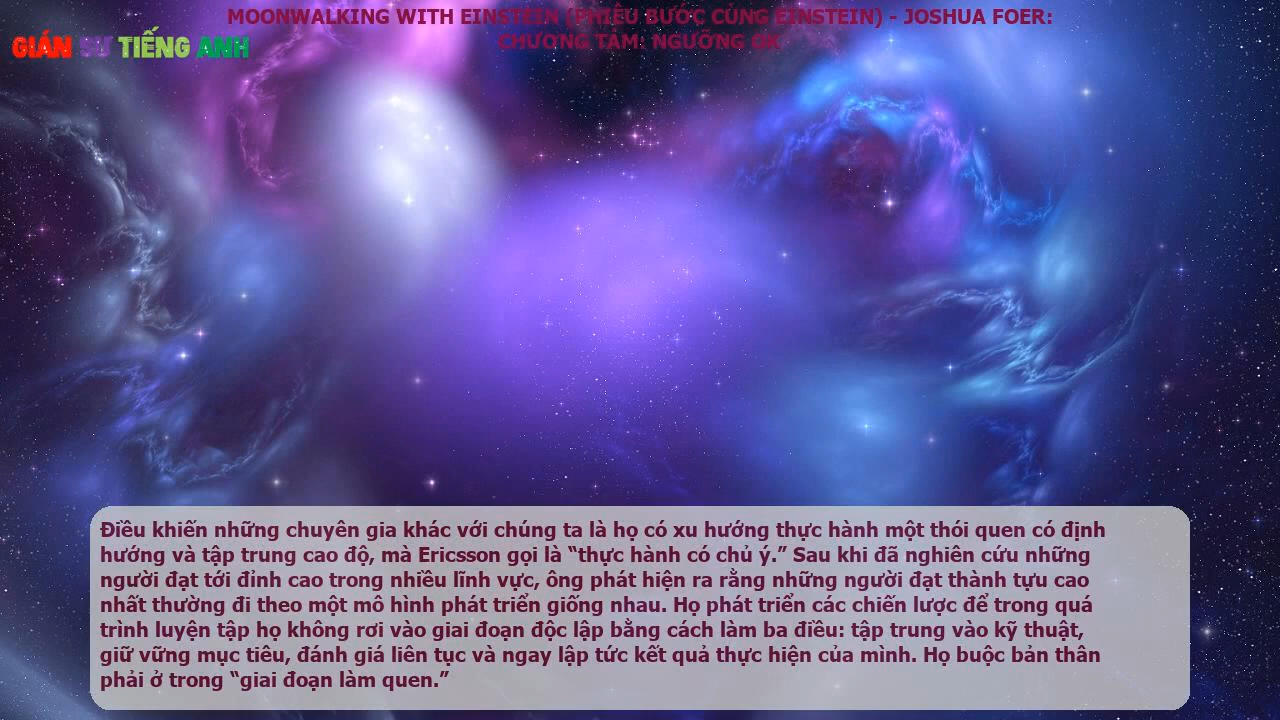 MOONWALKING WITH EINSTEIN (PHIÊU BƯỚC CÙNG EINSTEIN) - JOSHUA FOER:
CHƯƠNG TÁM: NGƯỠNG OK
GIÁN SỨ TIẾNG ANH
Điều khiến những chuyên gia khác với chúng ta là họ có xu hướng thực hành một thói quen có định
hướng và tập trung cao độ, mà Ericsson gọi là “thực hành có chủ ý.” Sau khi đã nghiên cứu những
người đạt tới đỉnh cao trong nhiều lĩnh vực, ông phát hiện ra rằng những người đạt thành tựu cao
nhất thường đi theo một mô hình phát triển giống nhau. Họ phát triển các chiến lược để trong quá
trình luyện tập họ không rơi vào giai đoạn độc lập bằng cách làm ba điều: tập trung vào kỹ thuật,
giữ vững mục tiêu, đánh giá liên tục và ngay lập tức kết quả thực hiện của mình. Họ buộc bản thân
phải ở trong “giai đoạn làm quen.”